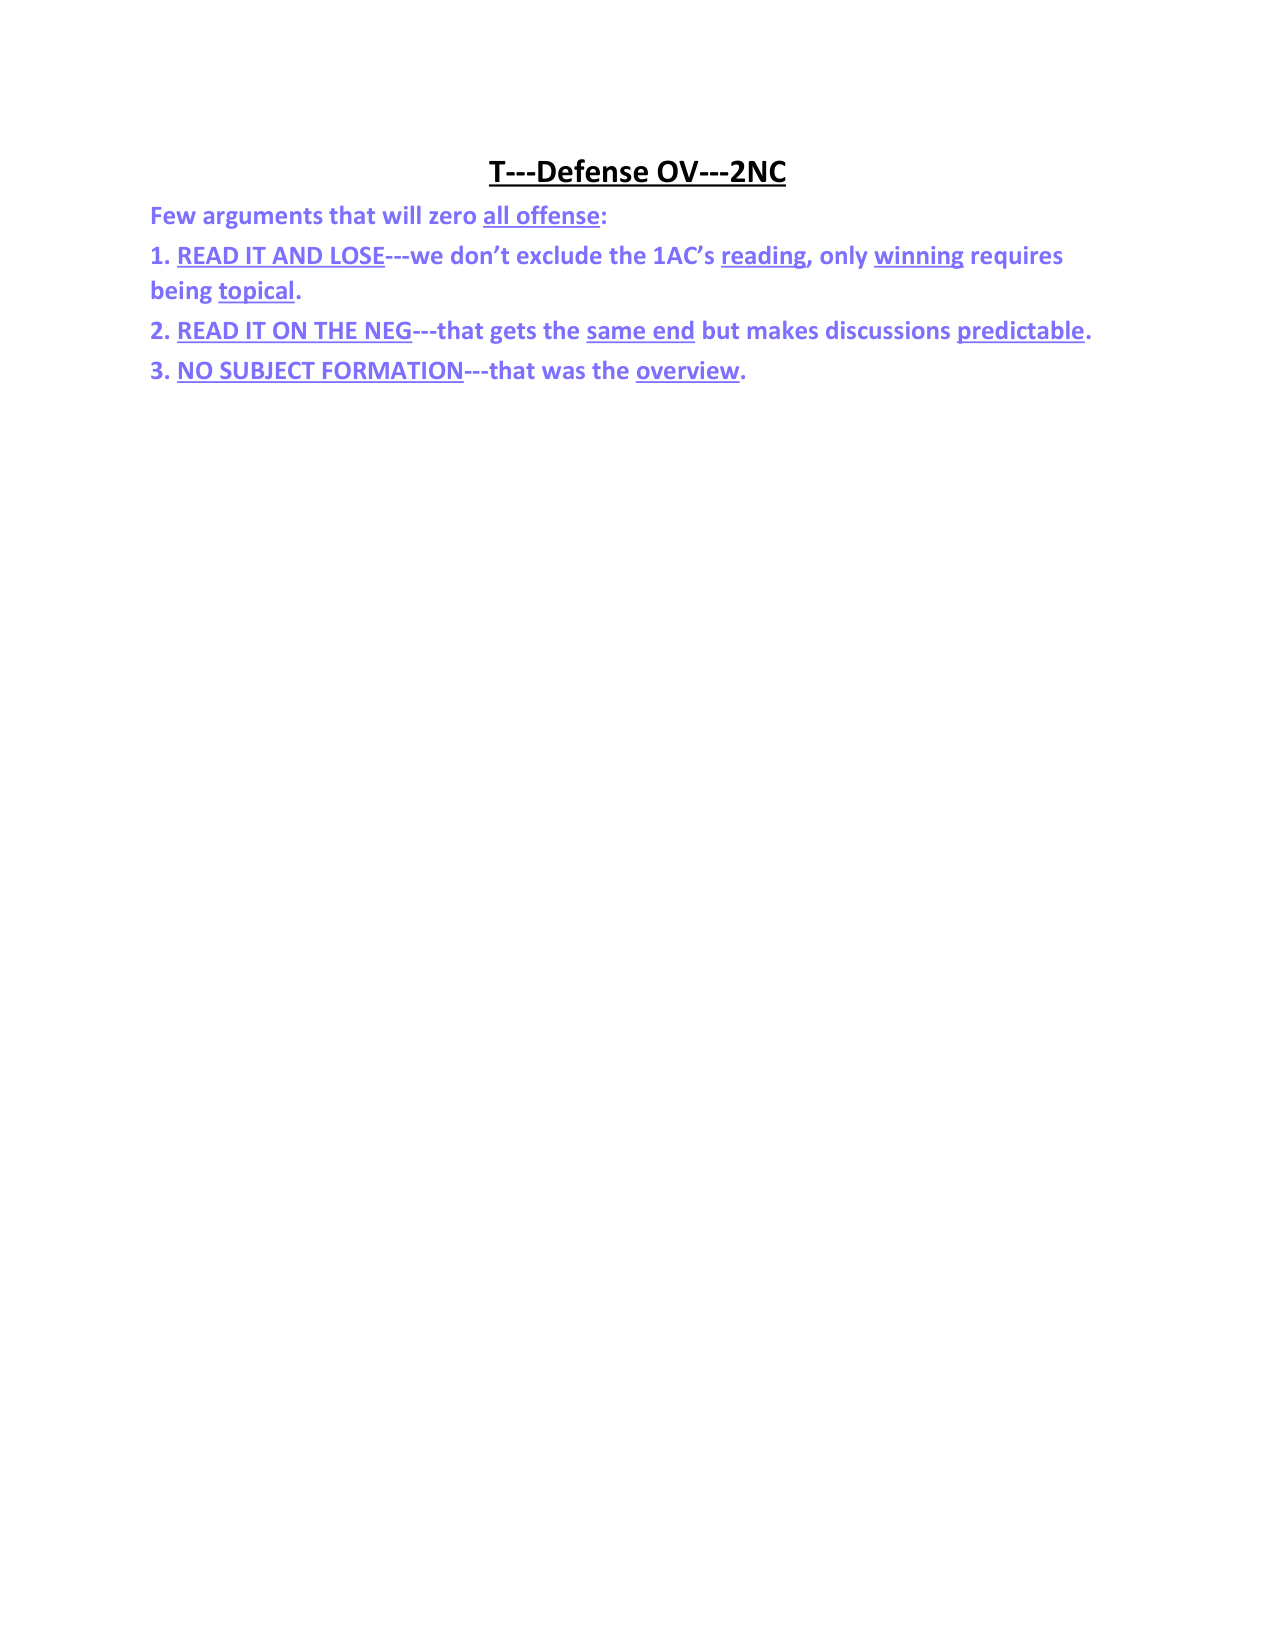 T---Defense OV---2NC
Few arguments that will zero all offense:
1. READ IT AND LOSE---we don’t exclude the 1AC’s reading, only winning requires
being topical.
2. READ IT ON THE NEG---that gets the same end but makes discussions predictable.
3. NO SUBJECT FORMATION---that was the overview.